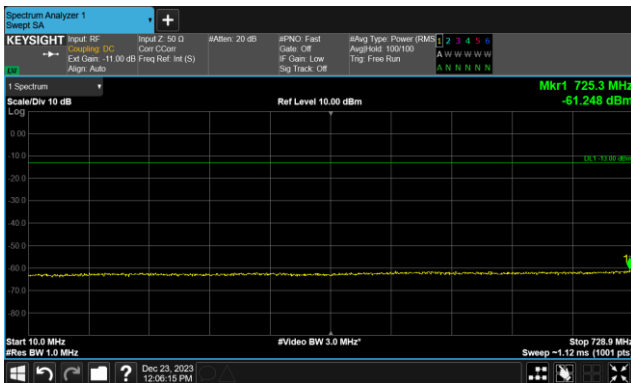 Spectrum Analyzer 1
Swept SA
+
KEYSIGHT
Input: RF
Coupling: DC
Ext Gain: -11.00 dB
Align: Auto
Input Z: 50 Ω
Corr CCorr
Freq Ref: Int (S)
#Atten: 20 dB
#PNO: Fast
Gate: Off
IF Gain: Low
Sig Track: Off
#Avg Type: Power (RMS
Avg|Hold: 100/100
Trig: Free Run
1 2 3 4 5 6
A W W W W W
A N N N N N
1 Spectrum
Mkr1 725.3 MHz
Scale/Div 10 dB
Ref Level 10.00 dBm
-61.248 dBm
Log
0.00
-10.0
DL1 -13.00 dBm
-20.0
-30.0
-40.0
-50.0
-60.0
-70.0
-80.0
Start 10.0 MHz
#Video BW 3.0 MHz*
Stop 728.9 MHz
#Res BW 1.0 MHz
Sweep ~1.12 ms (1001 pts
?
Dec 23, 2023
12:06:15 PM